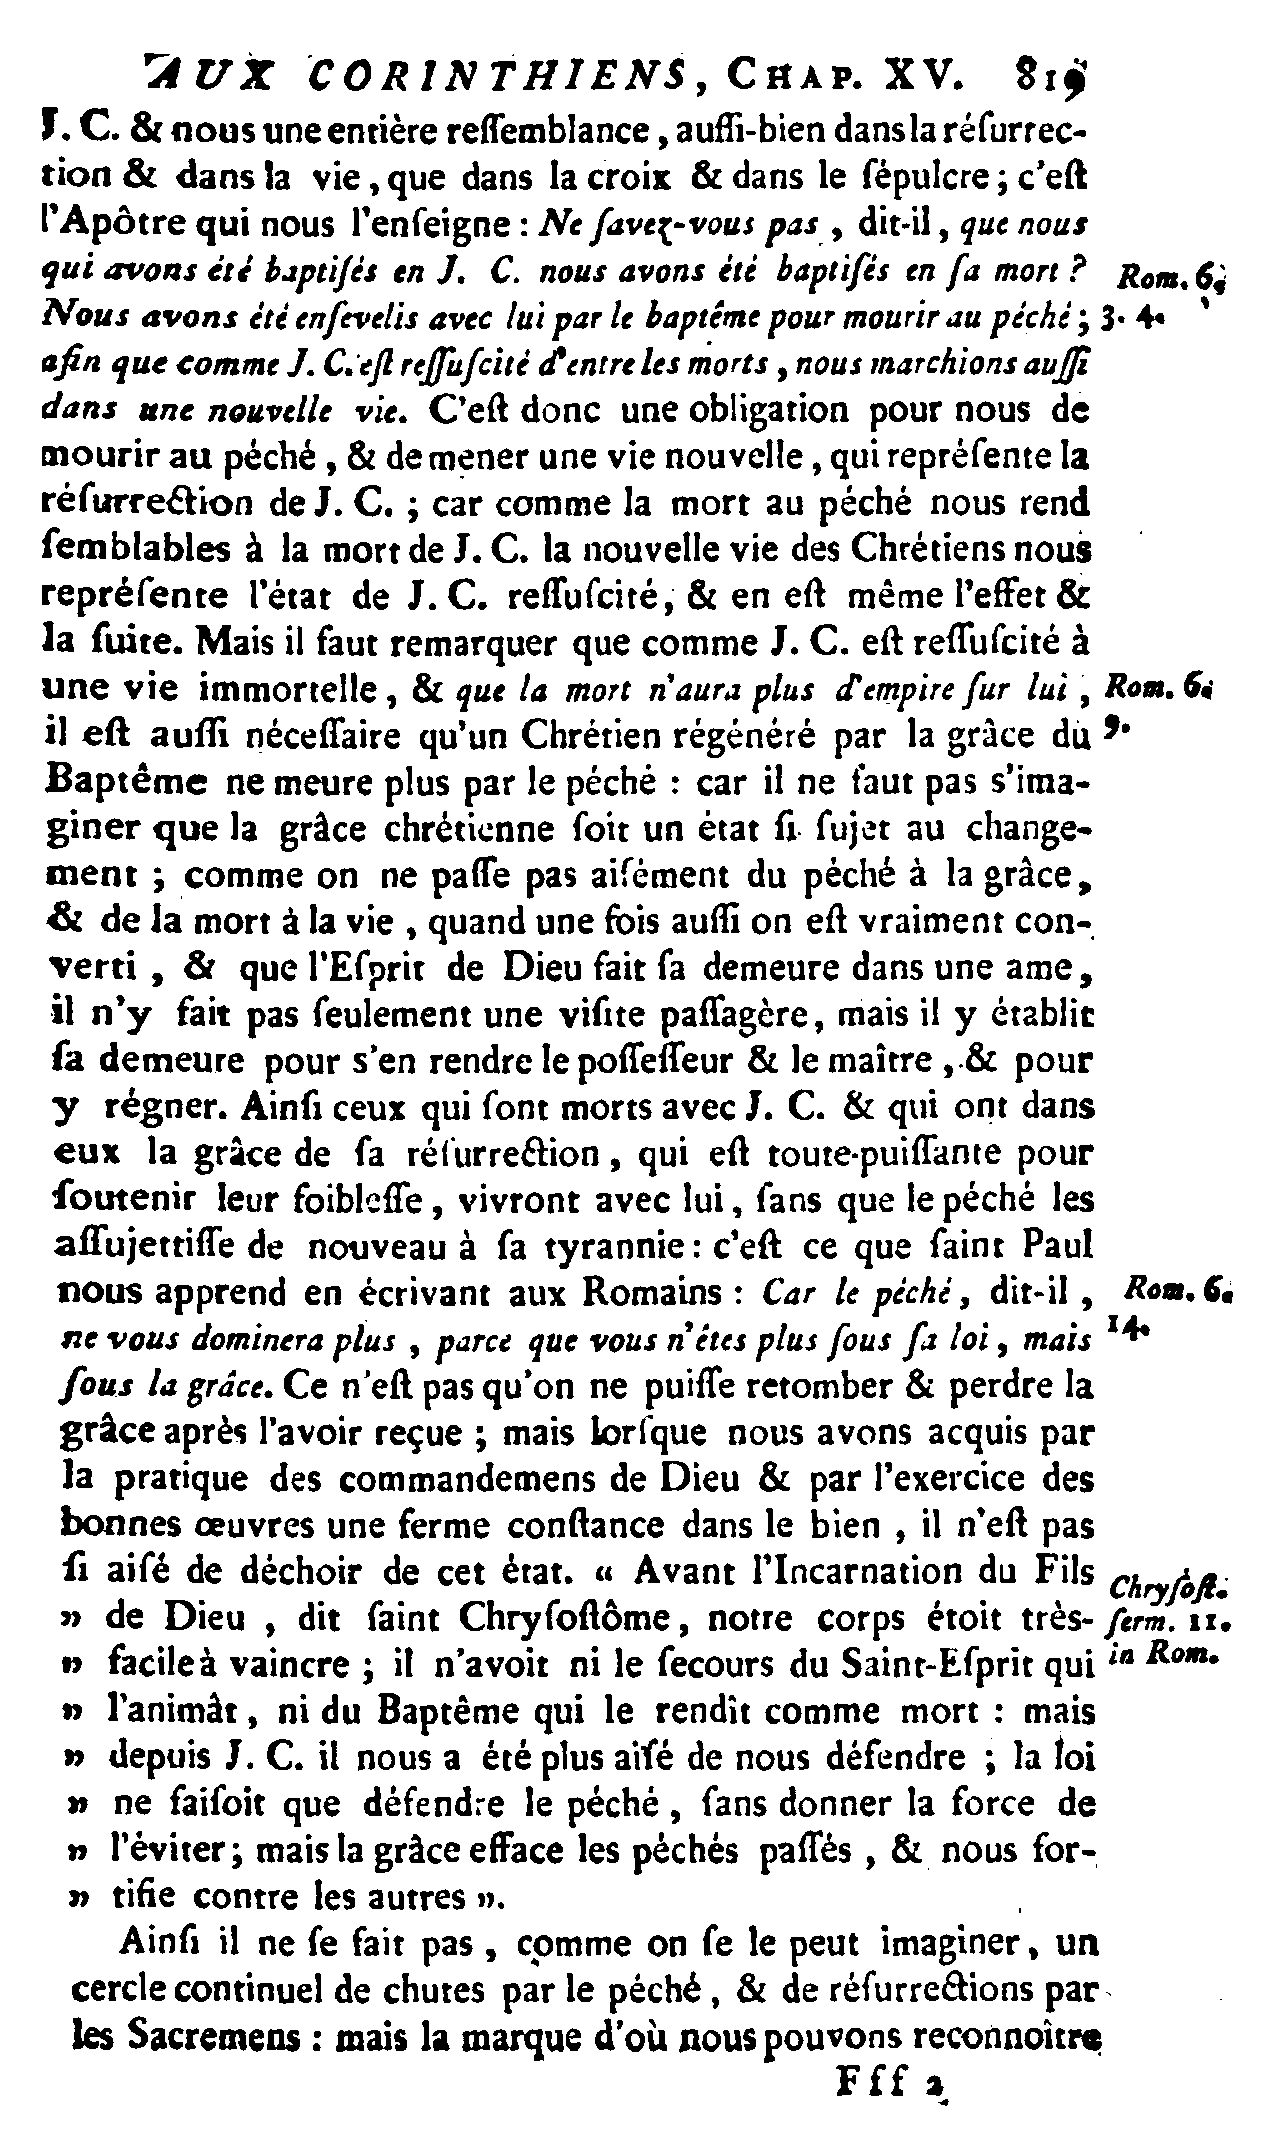 AUX CORINTHIENS, CHAP. XV. 819
J. C. & nous une entière reſſemblance, auſſi-bien dans la réſurrec-
tion & dans la vie, que dans la croix & dans le ſépulcre ; c'eſt
l'Apôtre qui nous l'enſeigne : Ne ſavez-vous pas, dit-il, que nous
qui avons été baptiſés en J. C. nous avons été baptiſés en ſa mort ? Rom. 6.
Nous avons été enſevelis avec lui par le baptême pour mourir au péché ; 3. 4.
afin que comme J. C. eſt reſſuſcité d'entre les morts, nous marchions auſſi
dans une nouvelle vie. C'eſt donc une obligation pour nous de
mourir au péché, & de mener une vie nouvelle, qui repréſente la
réſurrection de J. C. ; car comme la mort au péché nous rend
ſemblables à la mort de J. C. la nouvelle vie des Chrétiens nous
repréſente l'état de J. C. reſſuſcité, & en eſt même l'effet &
la ſuite. Mais il faut remarquer que comme J. C. eſt reſſuſcité à
une vie immortelle, & que la mort n'aura plus d'empire ſur lui, Rom. 6.
il eſt auſſi néceſſaire qu'un Chrétien régénéré par la grâce du 9.
Baptême ne meure plus par le péché : car il ne faut pas s'ima-
giner que la grâce chrétienne ſoit un état ſi ſujet au change-
ment ; comme on ne paſſe pas aiſément du péché à la grâce,
& de la mort à la vie, quand une fois auſſi on eſt vraiment con-
verti, & que l'Eſprit de Dieu fait ſa demeure dans une ame,
il n'y fait pas ſeulement une viſite paſſagère, mais il y établit
ſa demeure pour s'en rendre le poſſeſſeur & le maître, & pour
y régner. Ainſi ceux qui ſont morts avec J. C. & qui ont dans
eux la grâce de ſa réſurrection, qui eſt toute-puiſſante pour
ſoutenir leur foibleſſe, vivront avec lui, ſans que le péché les
aſſujettiſſe de nouveau à ſa tyrannie : c'eſt ce que ſaint Paul
nous apprend en écrivant aux Romains : Car le péché, dit-il, Rom. 6.
ne vous dominera plus, parce que vous n'êtes plus ſous ſa loi, mais 14.
ſous la grâce. Ce n'eſt pas qu'on ne puiſſe retomber & perdre la
grâce après l'avoir reçue ; mais lorſque nous avons acquis par
la pratique des commandemens de Dieu & par l'exercice des
bonnes œuvres une ferme conſtance dans le bien, il n'eſt pas
ſi aiſé de déchoir de cet état. « Avant l'Incarnation du Fils Chryſoſt.
» de Dieu, dit ſaint Chryſoſtôme, notre corps étoit très- ſerm. 11.
» facile à vaincre ; il n'avoit ni le ſecours du Saint-Eſprit qui in Rom.
» l'animât, ni du Baptême qui le rendît comme mort : mais
» depuis J. C. il nous a été plus aiſé de nous défendre ; la loi
» ne faiſoit que défendre le péché, ſans donner la force de
» l'éviter ; mais la grâce efface les péchés paſſés, & nous for-
» tifie contre les autres ».
Ainſi il ne ſe fait pas, comme on ſe le peut imaginer, un
cercle continuel de chutes par le péché, & de réſurrections par
les Sacremens : mais la marque d'où nous pouvons reconnoître
Fff 2